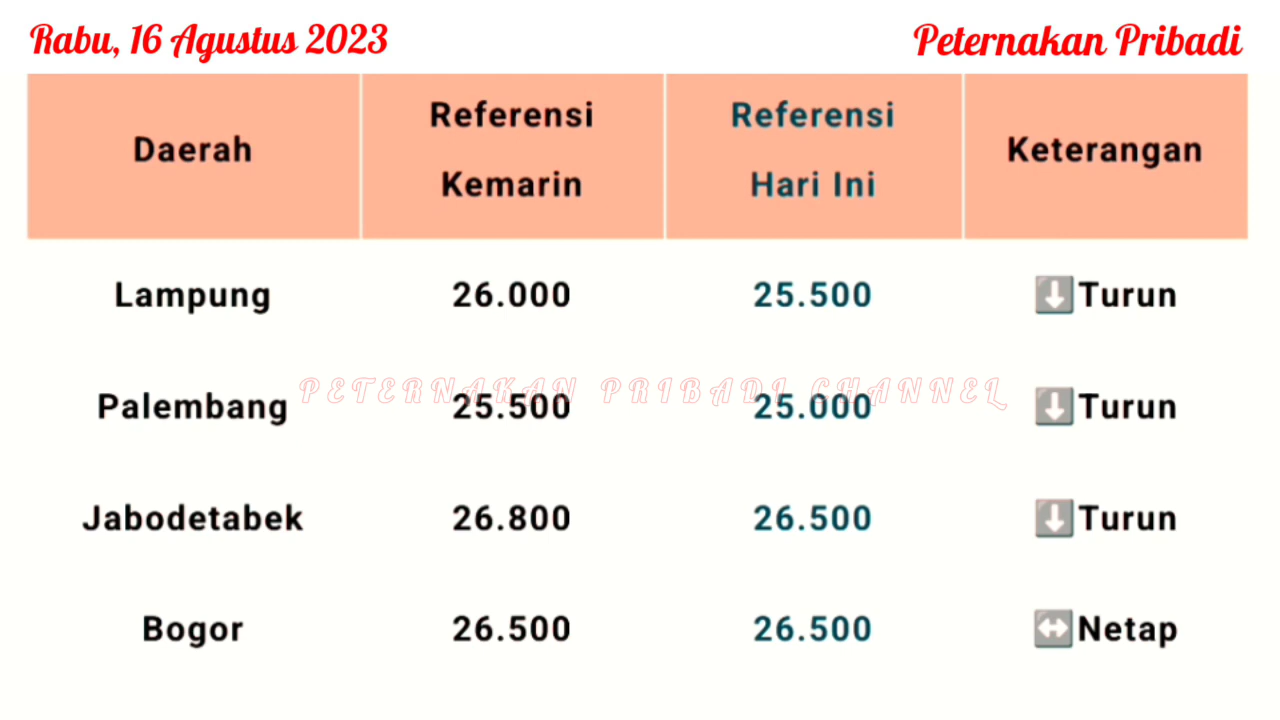 Rabu, 16 Agustus 2023 Peternakan Pribadi
Daerah Referensi Kemarin Referensi Hari Ini Keterangan
Lampung 26.000 25.500 ⬇️Turun
PETERNAKAN PRIBADI CHANNEL
Palembang 25.500 25.000 ⬇️Turun
Jabodetabek 26.800 26.500 ⬇️Turun
Bogor 26.500 26.500 ↔️Netap